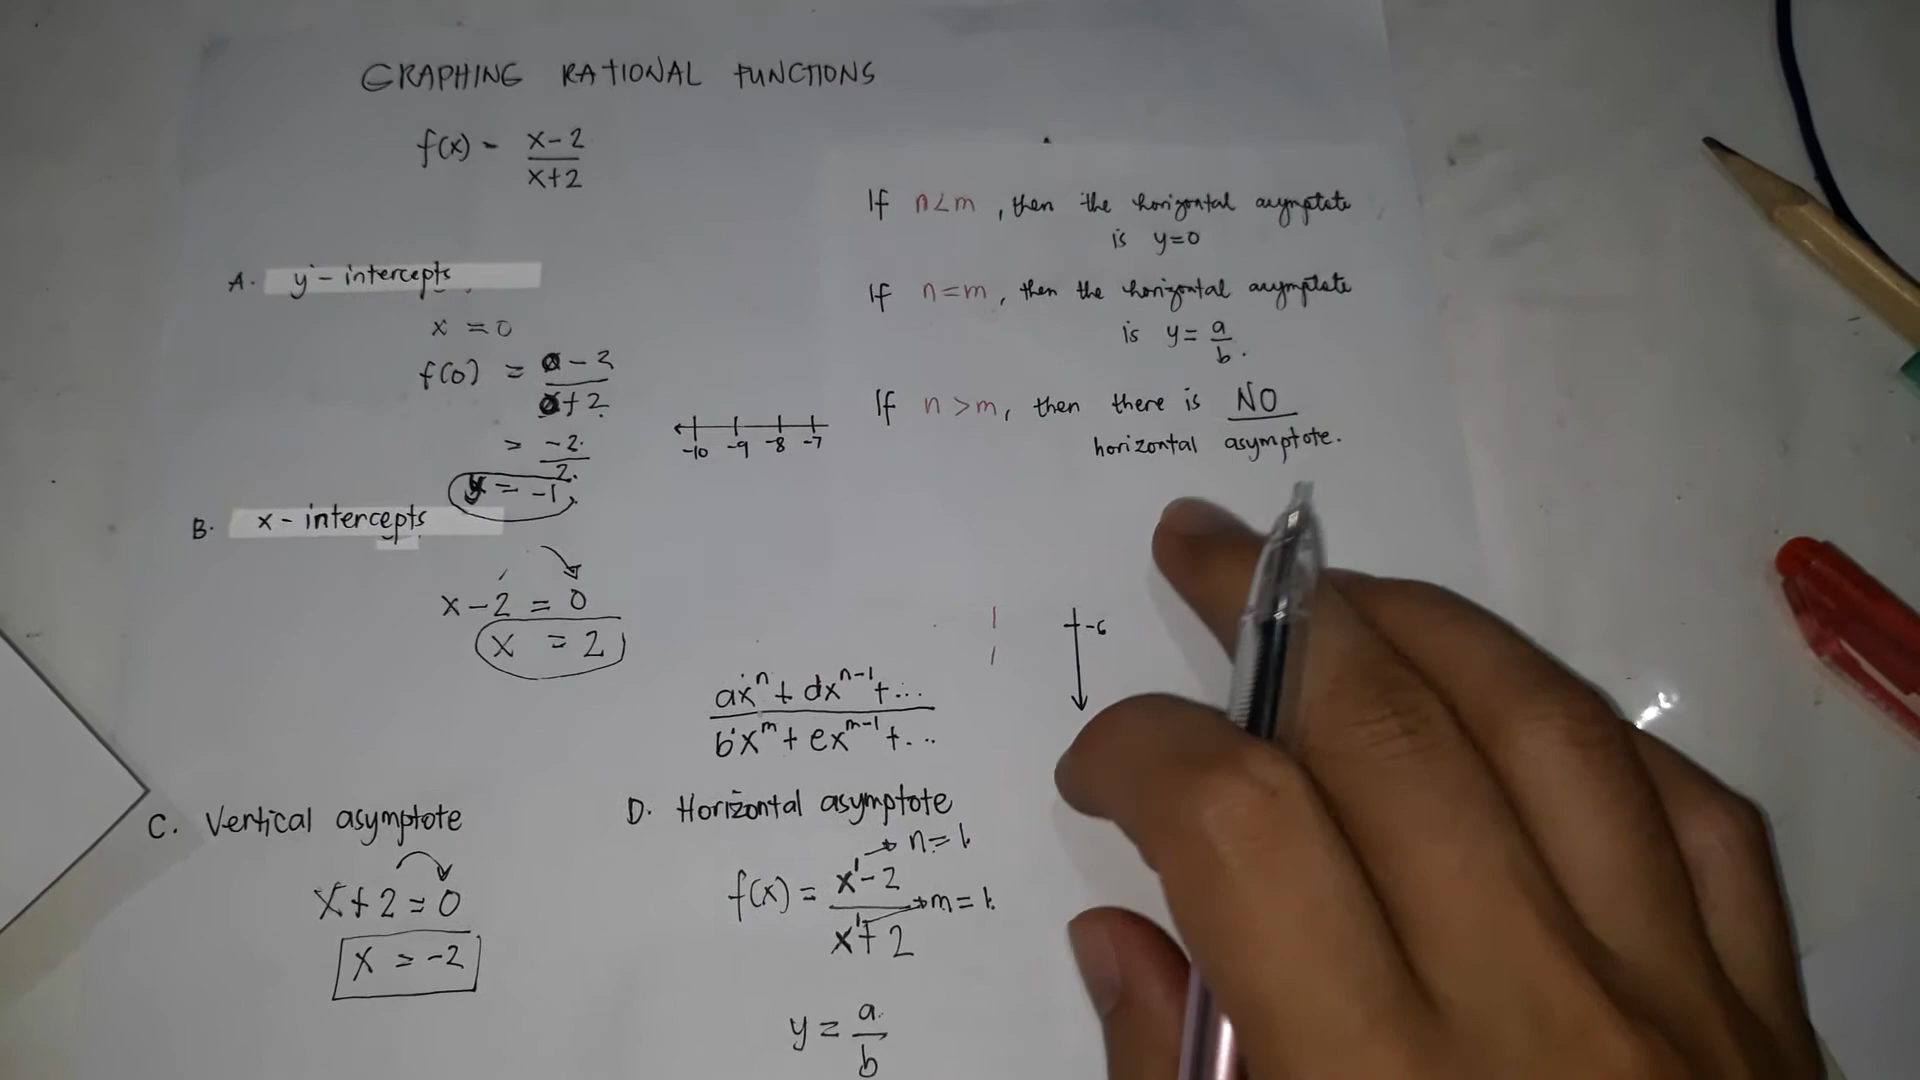 GRAPHING RATIONAL FUNCTIONS
f(x) - x-2
x+2
A. y - intercepts
x = 0
f(0) = 0 - 2
0 + 2
= -2
2
y = -1
B. x - intercepts
x - 2 = 0
x = 2
-10 -9 -8 -7
If n<m, then the horizontal asymptote
is y=0
If n=m, then the horizontal asymptote
is y= a
b.
If n>m, then there is NO
horizontal asymptote.
-6
ax^n + dx^n-1 + ...
bx^m + ex^m-1 + ...
C. Vertical asymptote
x + 2 = 0
x = -2
D. Horizontal asymptote
n = 1
f(x) = x^1 - 2
m = 1
x^1 + 2
y = a
b